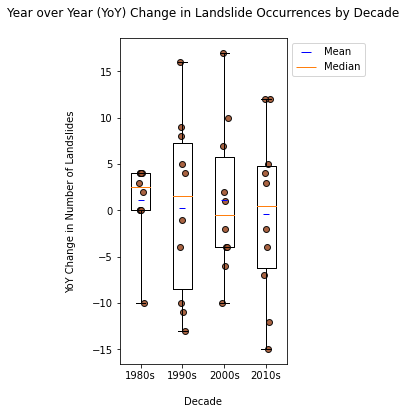 Year over Year (YoY) Change in Landslide Occurrences by Decade
Mean
Median
YoY Change in Number of Landslides
15
10
5
0
−5
−10
−15
1980s 1990s 2000s 2010s
Decade